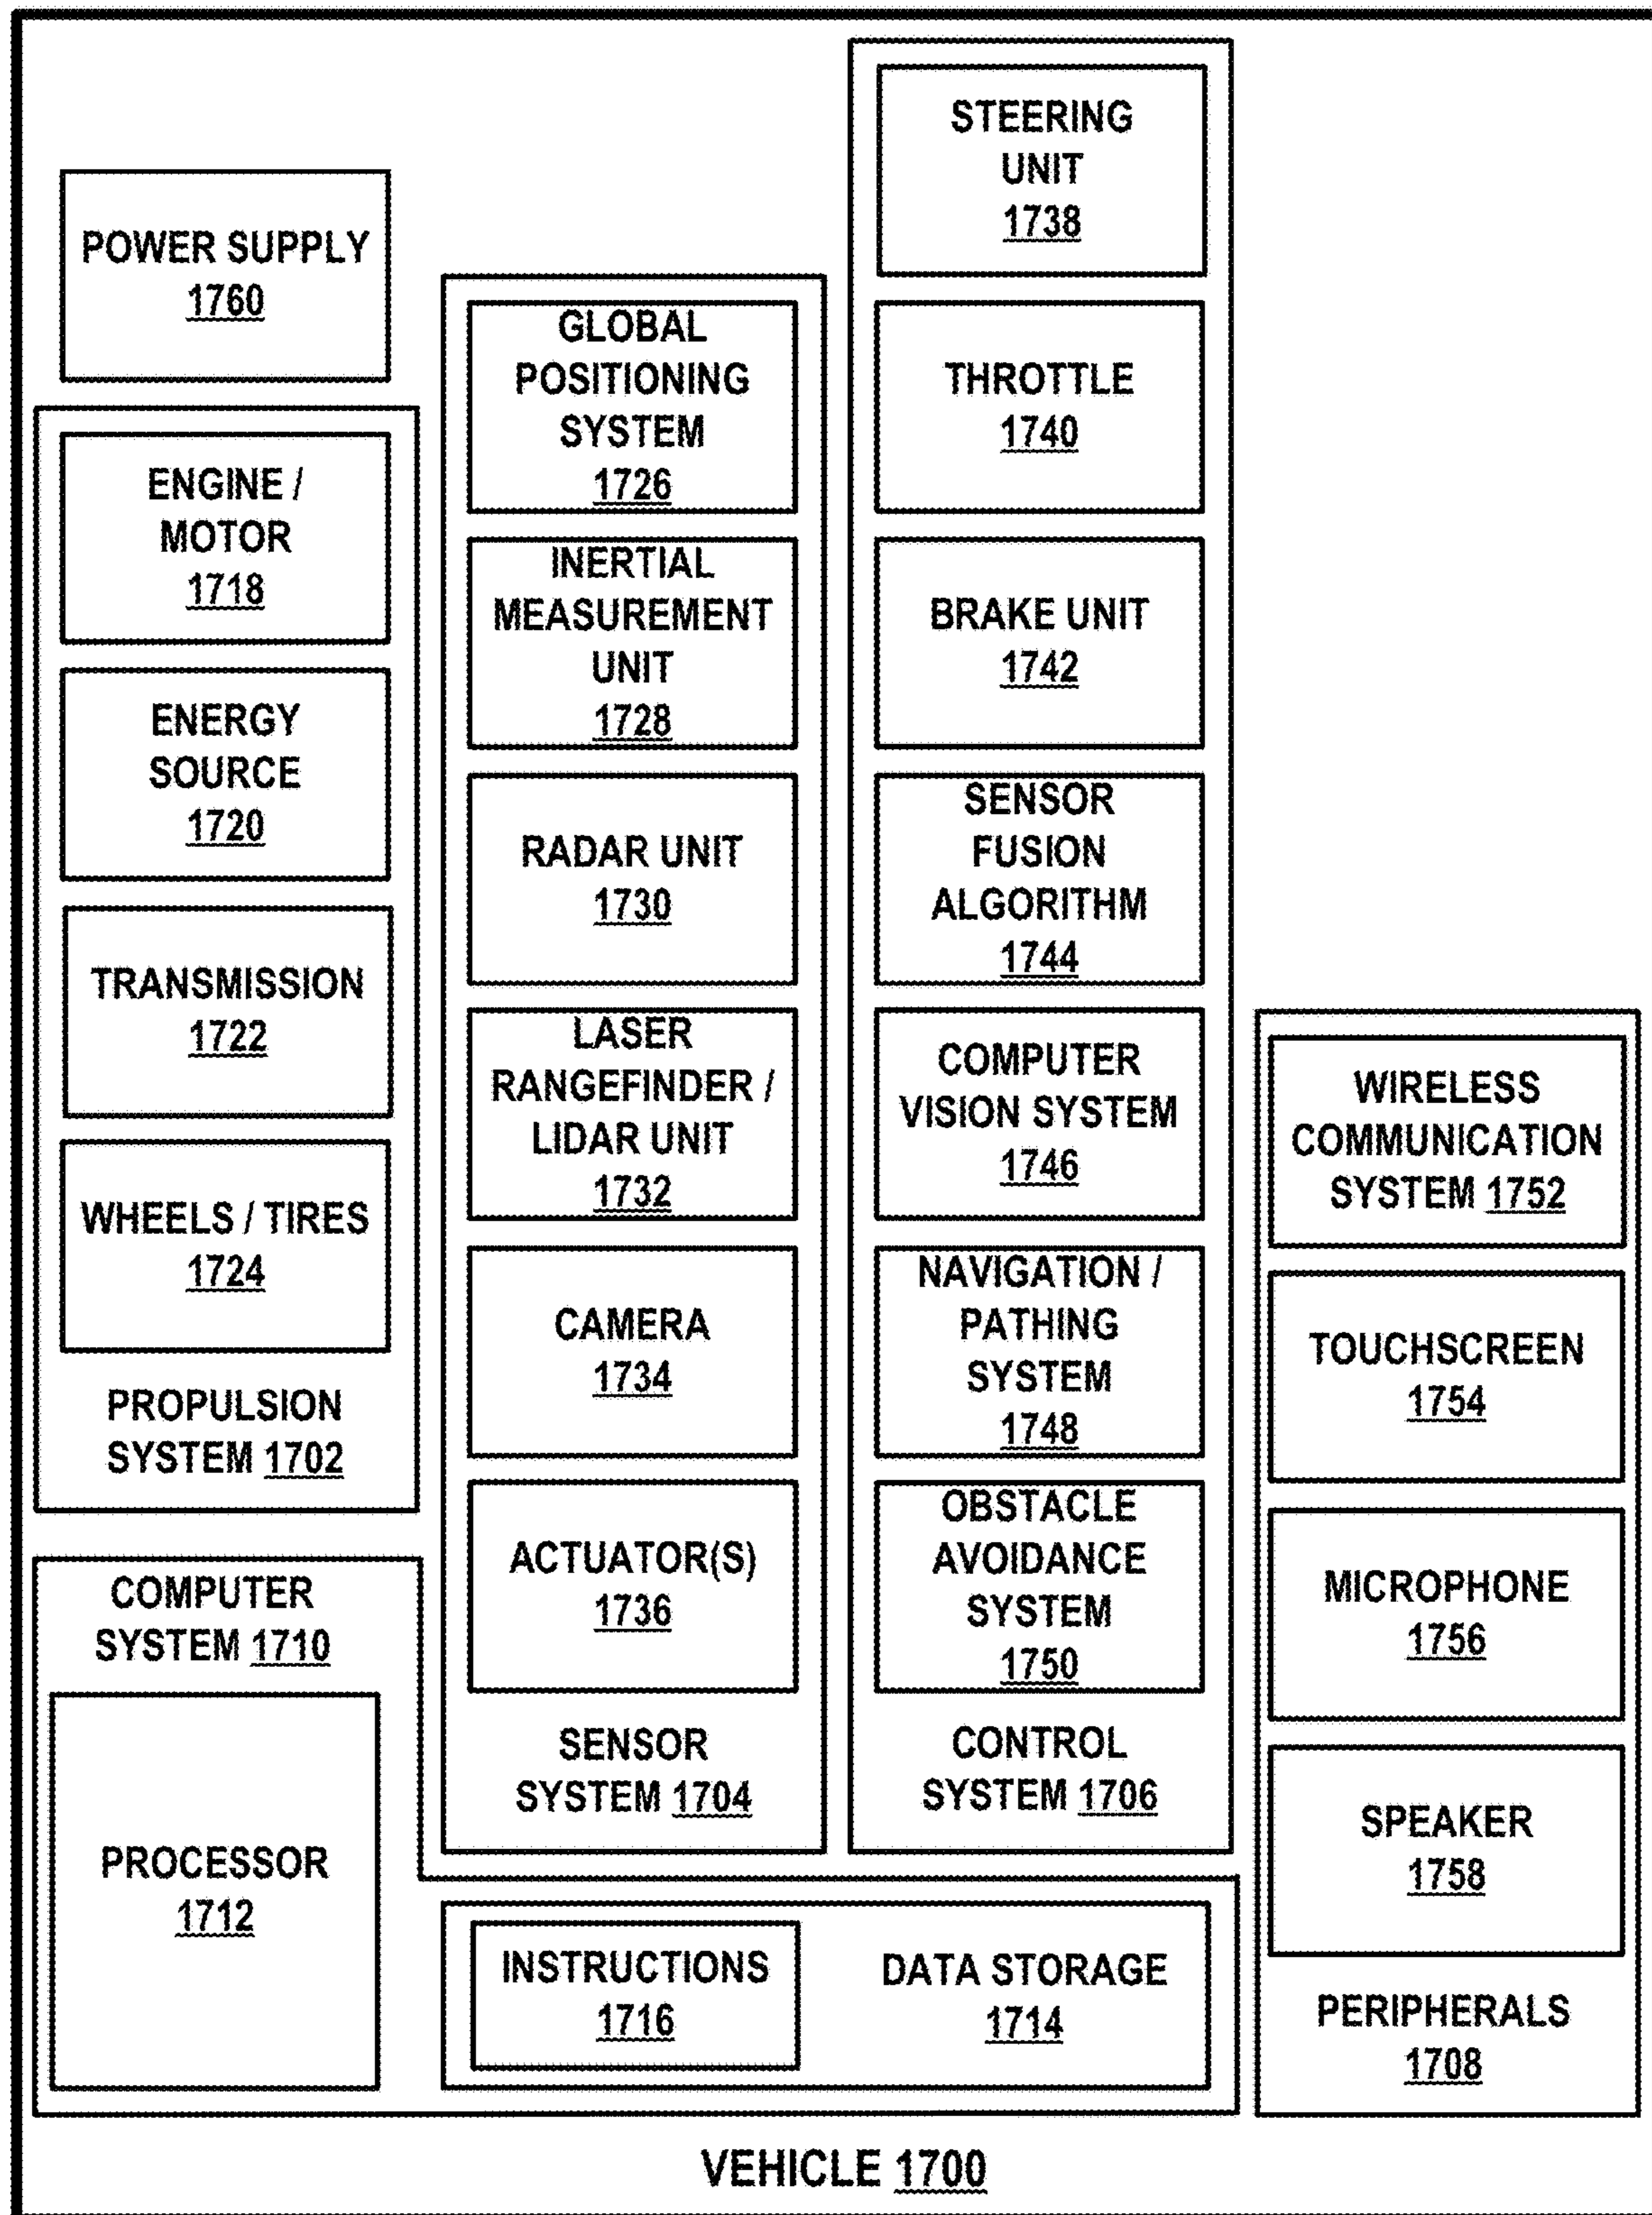 POWER SUPPLY
1760
ENGINE /
MOTOR
1718
ENERGY
SOURCE
1720
TRANSMISSION
1722
WHEELS / TIRES
1724
PROPULSION
SYSTEM 1702
COMPUTER
SYSTEM 1710
PROCESSOR
1712
GLOBAL
POSITIONING
SYSTEM
1726
INERTIAL
MEASUREMENT
UNIT
1728
RADAR UNIT
1730
LASER
RANGEFINDER /
LIDAR UNIT
1732
CAMERA
1734
ACTUATOR(S)
1736
SENSOR
SYSTEM 1704
STEERING
UNIT
1738
THROTTLE
1740
BRAKE UNIT
1742
SENSOR
FUSION
ALGORITHM
1744
COMPUTER
VISION SYSTEM
1746
NAVIGATION /
PATHING
SYSTEM
1748
OBSTACLE
AVOIDANCE
SYSTEM
1750
CONTROL
SYSTEM 1706
INSTRUCTIONS
1716
DATA STORAGE
1714
WIRELESS
COMMUNICATION
SYSTEM 1752
TOUCHSCREEN
1754
MICROPHONE
1756
SPEAKER
1758
PERIPHERALS
1708
VEHICLE 1700